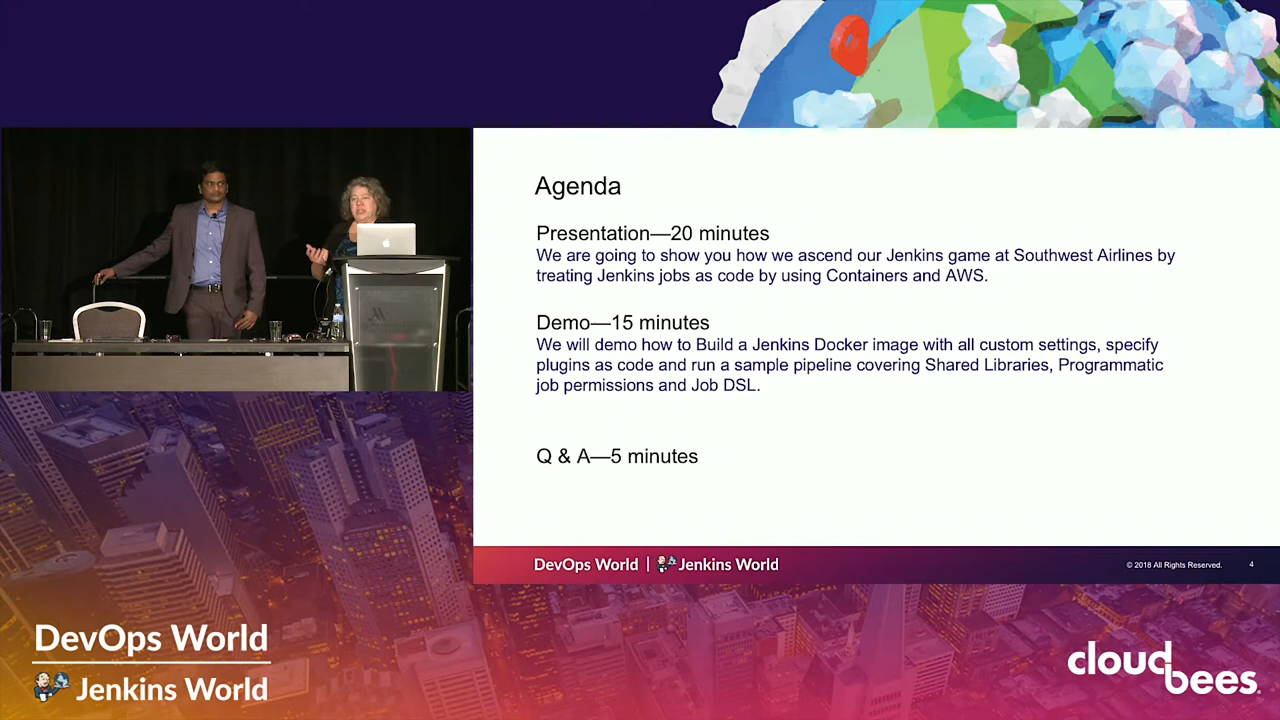 Agenda
Presentation—20 minutes
We are going to show you how we ascend our Jenkins game at Southwest Airlines by
treating Jenkins jobs as code by using Containers and AWS.
Demo—15 minutes
We will demo how to Build a Jenkins Docker image with all custom settings, specify
plugins as code and run a sample pipeline covering Shared Libraries, Programmatic
job permissions and Job DSL.
Q & A—5 minutes
DevOps World | Jenkins World
© 2018 All Rights Reserved. 4
DevOps World
Jenkins World
cloud
bees.